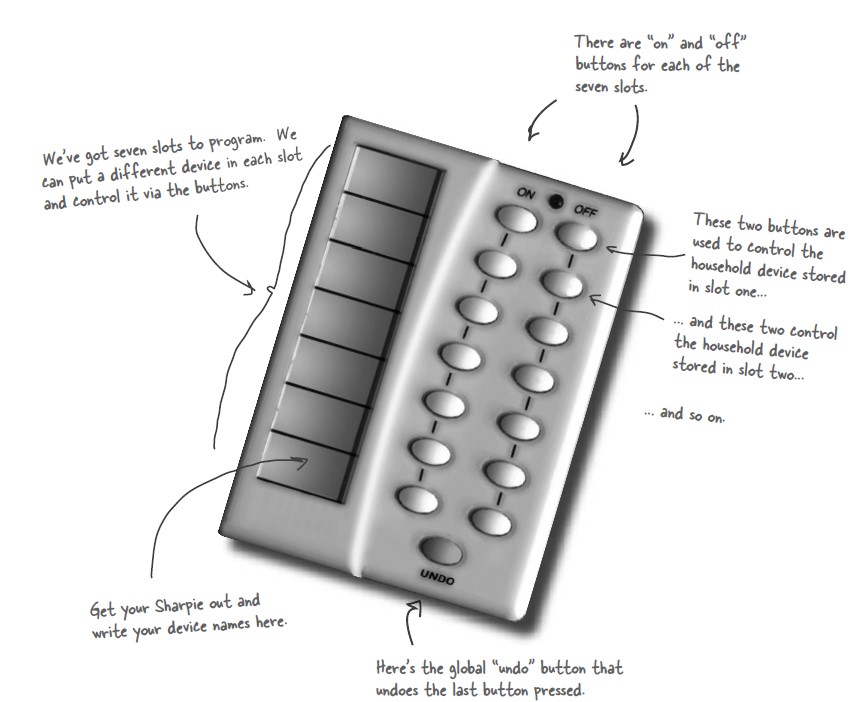 There are “on” and “off”
buttons for each of the
seven slots.
We’ve got seven slots to program. We
can put a different device in each slot
and control it via the buttons.
ON
OFF
These two buttons are
used to control the
household device stored
in slot one...
... and these two control
the household device
stored in slot two...
... and so on.
Get your Sharpie out and
write your device names here.
UNDO
Here’s the global “undo” button that
undoes the last button pressed.